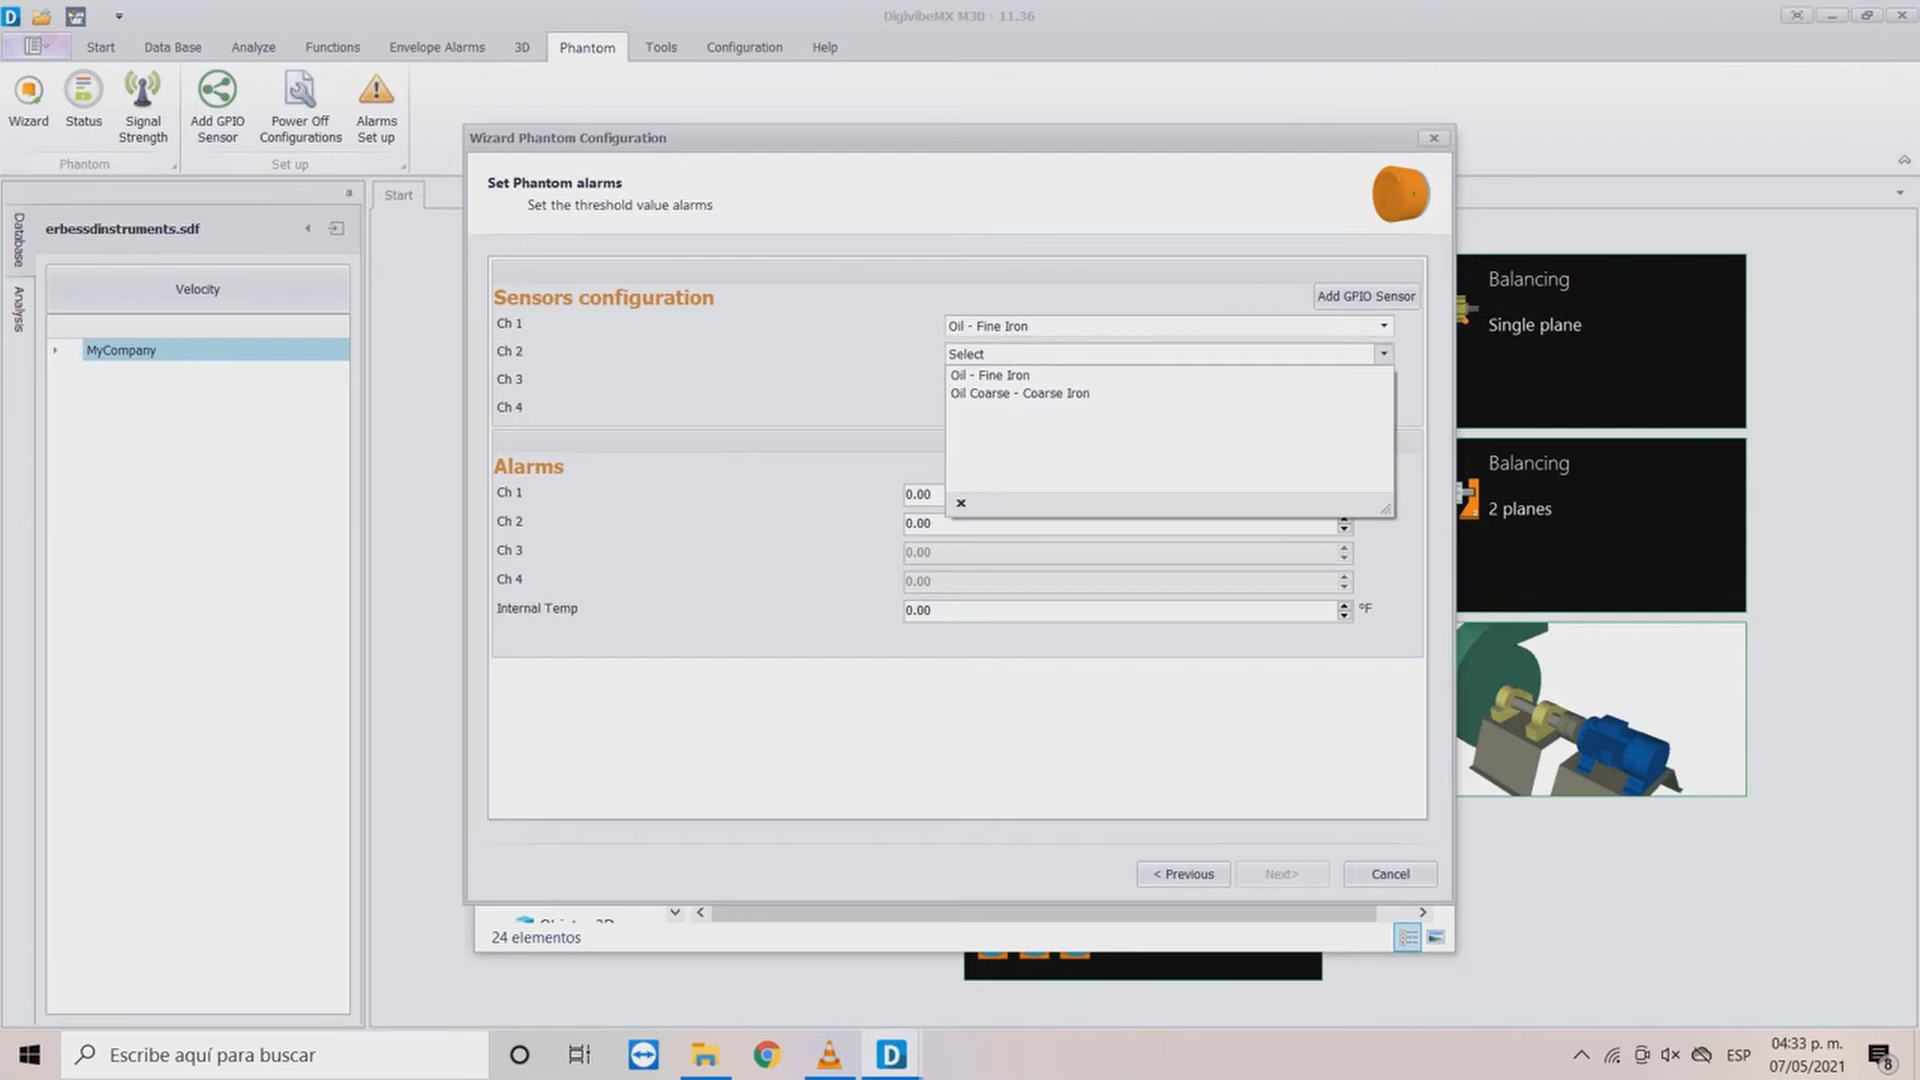 DigivibeMX M30 - 11.36
Start
Data Base
Analyze
Functions
Envelope Alarms
3D
Phantom
Tools
Configuration
Help
Wizard
Status
Signal
Strength
Add GPIO
Sensor
Power Off
Configurations
Alarms
Set up
Phantom
Set up
Database
Analysis
erbessdinstruments.sdf
Velocity
MyCompany
Start
Wizard Phantom Configuration
Set Phantom alarms
Set the threshold value alarms
Sensors configuration
Add GPIO Sensor
Ch 1
Oil - Fine Iron
Ch 2
Select
Oil - Fine Iron
Ch 3
Oil Coarse - Coarse Iron
Ch 4
Alarms
Ch 1
0.00
Ch 2
0.00
Ch 3
0.00
Ch 4
0.00
Internal Temp
0.00
°F
< Previous
Next>
Cancel
24 elementos
Balancing
Single plane
Balancing
2 planes
Escribe aquí para buscar
ESP
04:33 p. m.
07/05/2021
8